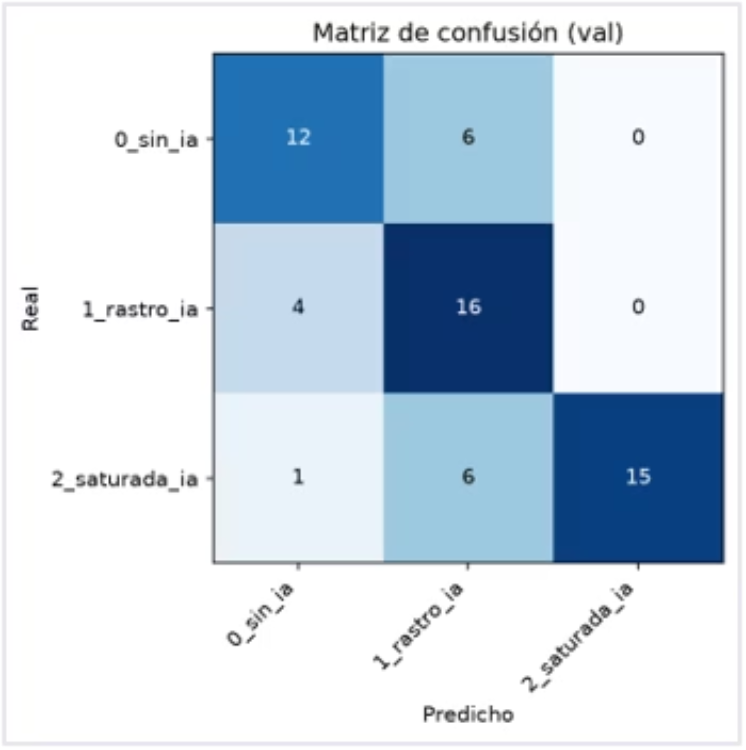 Matriz de confusión (val)
0_sin_ia 12 6 0
1_rastro_ia 4 16 0
2_saturada_ia 1 6 15
Real
0_sin_ia 1_rastro_ia 2_saturada_ia
Predicho